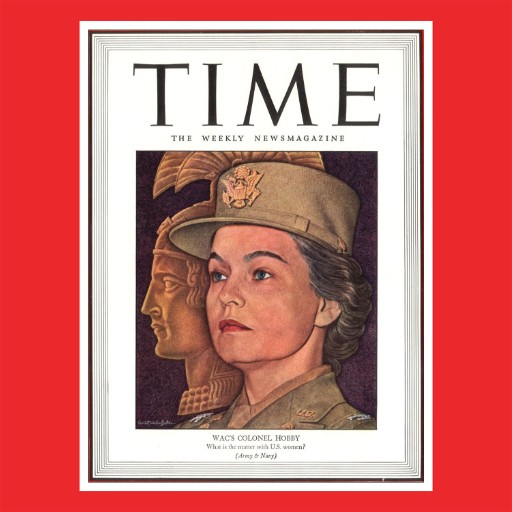 TIME
THE WEEKLY NEWSMAGAZINE
WAC'S COLONEL HOBBY
What is the matter with U.S. women?
(Army & Navy)